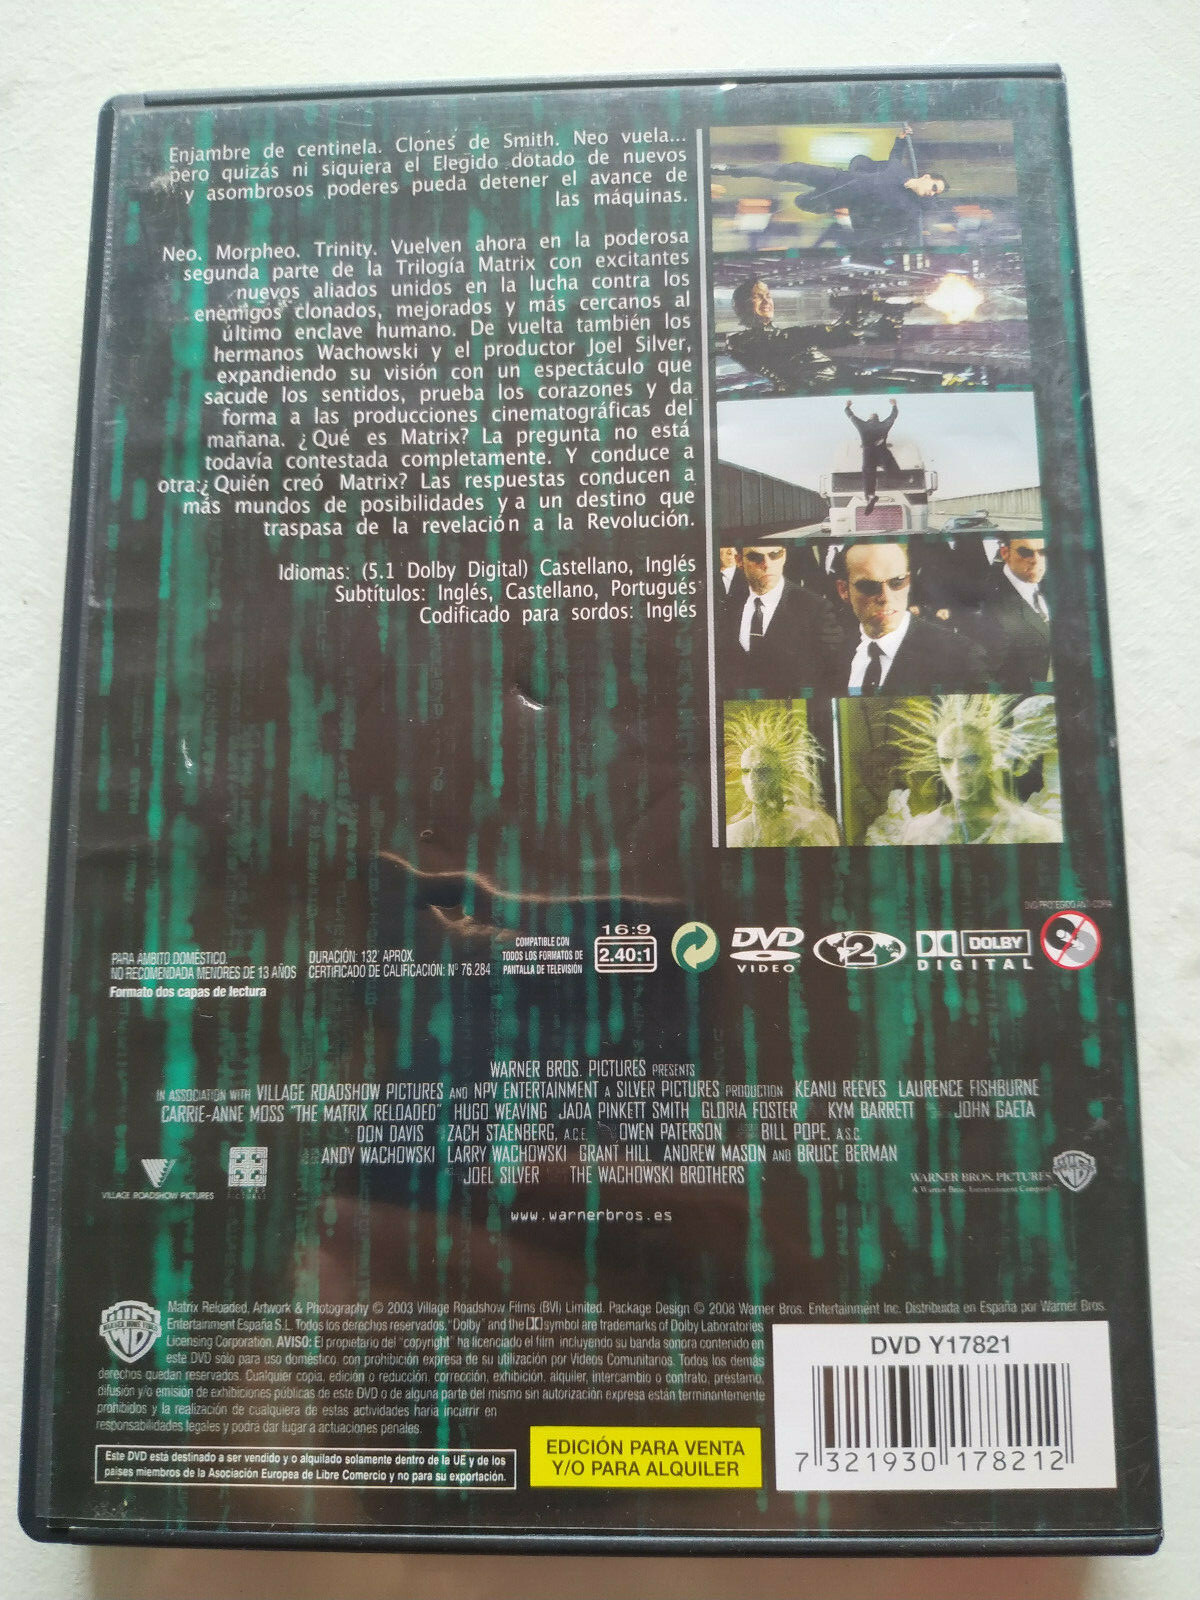 Enjambre de centinela. Clones de Smith. Neo vuela...
pero quizás ni siquiera el Elegido dotado de nuevos
y asombrosos poderes pueda detener el avance de
las máquinas.
Neo. Morpheo. Trinity. Vuelven ahora en la poderosa
segunda parte de la Trilogía Matrix con excitantes
nuevos aliados unidos en la lucha contra los
enemigos clonados, mejorados y más cercanos al
último enclave humano. De vuelta también los
hermanos Wachowski y el productor Joel Silver,
expandiendo su visión con un espectáculo que
sacude los sentidos, prueba los corazones y da
forma a las producciones cinematográficas del
mañana. ¿Qué es Matrix? La pregunta no está
todavía contestada completamente. Y conduce a
otra:¿Quién creó Matrix? Las respuestas conducen a
más mundos de posibilidades y a un destino que
traspasa de la revelación a la Revolución.
Idiomas: (5.1 Dolby Digital) Castellano, Inglés
Subtítulos: Inglés, Castellano, Portugués
Codificado para sordos: Inglés
DVD PROTEGIDO ANTI-COPIA
PARA ÁMBITO DOMÉSTICO.
NO RECOMENDADA MENORES DE 13 AÑOS
Formato dos capas de lectura
DURACIÓN: 132' APROX.
CERTIFICADO DE CALIFICACIÓN: Nº 76.284
COMPATIBLE CON
TODOS LOS FORMATOS DE
PANTALLA DE TELEVISIÓN
16:9
2.40:1
DVD
VIDEO
2
DOLBY
DIGITAL
WARNER BROS. PICTURES PRESENTS
IN ASSOCIATION WITH VILLAGE ROADSHOW PICTURES AND NPV ENTERTAINMENT A SILVER PICTURES PRODUCTION KEANU REEVES LAURENCE FISHBURNE
CARRIE-ANNE MOSS "THE MATRIX RELOADED" HUGO WEAVING JADA PINKETT SMITH GLORIA FOSTER KYM BARRETT JOHN GAETA
DON DAVIS ZACH STAENBERG, A.C.E. OWEN PATERSON BILL POPE, A.S.C.
ANDY WACHOWSKI LARRY WACHOWSKI GRANT HILL ANDREW MASON AND BRUCE BERMAN
JOEL SILVER THE WACHOWSKI BROTHERS
VILLAGE ROADSHOW PICTURES
WARNER BROS. PICTURES
A Warner Bros. Entertainment Company
www.warnerbros.es
Matrix Reloaded, Artwork & Photography © 2003 Village Roadshow Films (BVI) Limited. Package Design © 2008 Warner Bros. Entertainment Inc. Distribuida en España por Warner Bros.
Entertainment España S.L. Todos los derechos reservados. "Dolby" and the symbol are trademarks of Dolby Laboratories
Licensing Corporation. AVISO: El propietario del "copyright" ha licenciado el film incluyendo su banda sonora contenido en
este DVD solo para uso doméstico, con prohibición expresa de su utilización por Videos Comunitarios. Todos los demás
derechos quedan reservados. Cualquier copia, edición o reducción, corrección, exhibición, alquiler, intercambio o contrato, préstamo,
difusión y/o emisión de exhibiciones públicas de este DVD o de alguna parte del mismo sin autorización expresa están terminantemente
prohibidos y la realización de cualquiera de estas actividades haría incurrir en
responsabilidades legales y podrá dar lugar a actuaciones penales.
Este DVD está destinado a ser vendido y o alquilado solamente dentro de la UE y de los
países miembros de la Asociación Europea de Libre Comercio y no para su exportación.
EDICIÓN PARA VENTA
Y/O PARA ALQUILER
DVD Y17821
7 321930 178212